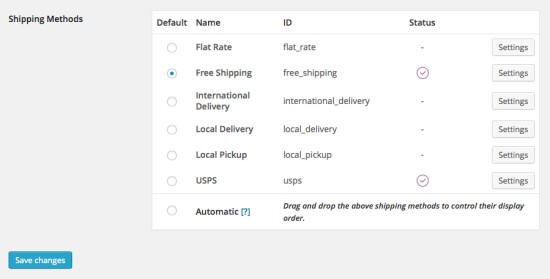 Shipping Methods
Default Name ID Status
Flat Rate flat_rate - Settings
Free Shipping free_shipping Settings
International
Delivery international_delivery - Settings
Local Delivery local_delivery - Settings
Local Pickup local_pickup - Settings
USPS usps Settings
Automatic [?] Drag and drop the above shipping methods to control their display
order.
Save changes